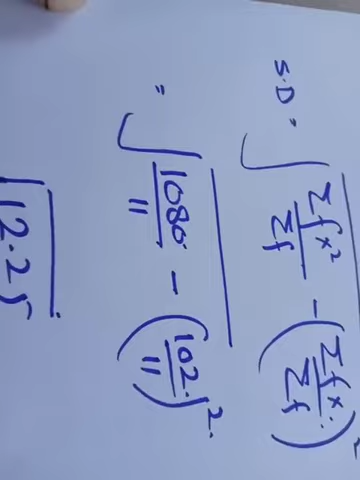 S.D = √(Σfx²/Σf - (Σfx/Σf)²)
= √(1080/11 - (102/11)²)
√12.25